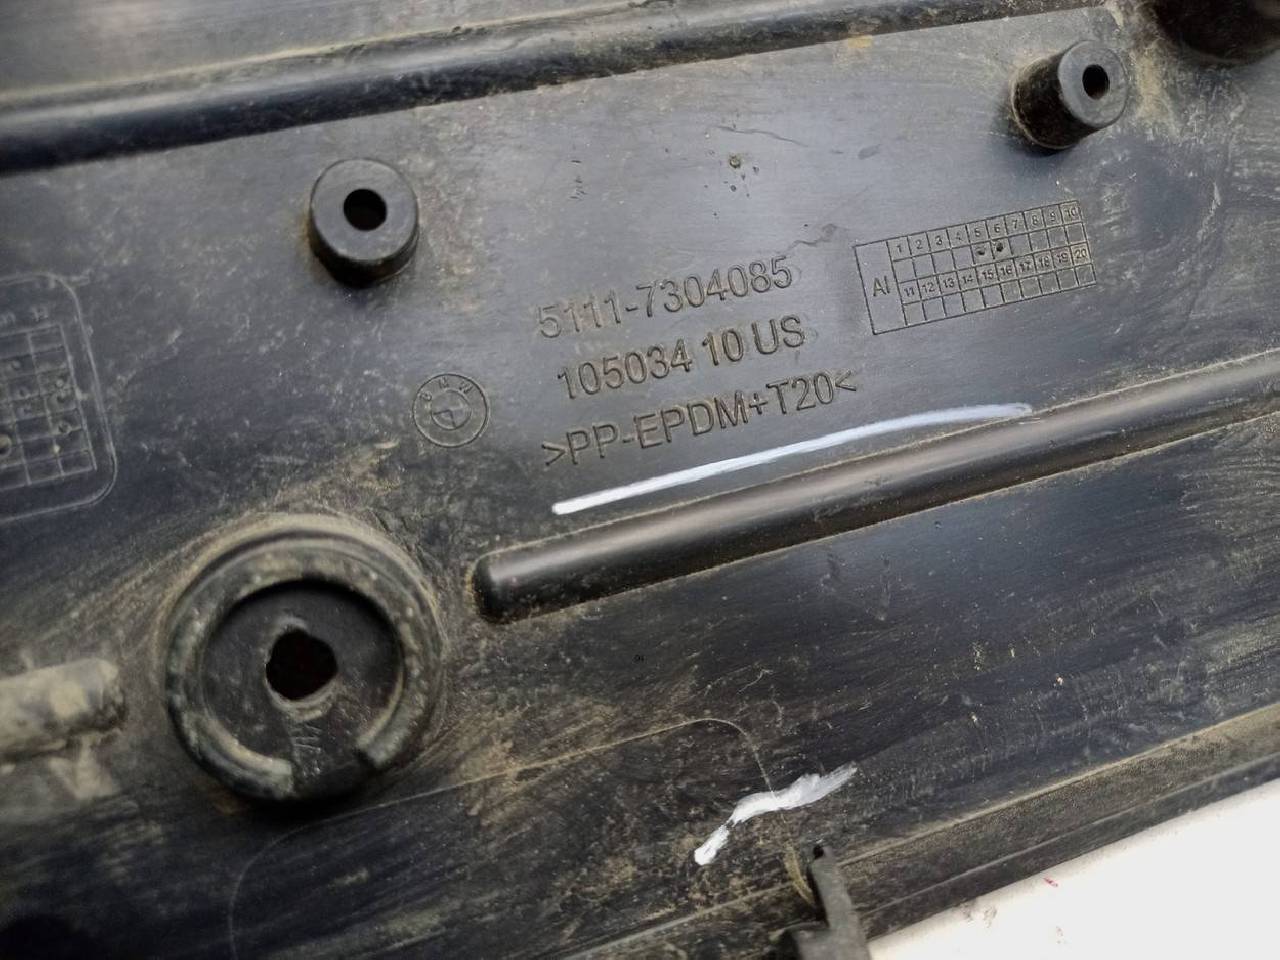 5111-7304085
105034 10 US
>PP-EPDM+T20<
BMW
AI
1 2 3 4 5 6 7 8 9 10
11 12 13 14 15 16 17 18 19 20